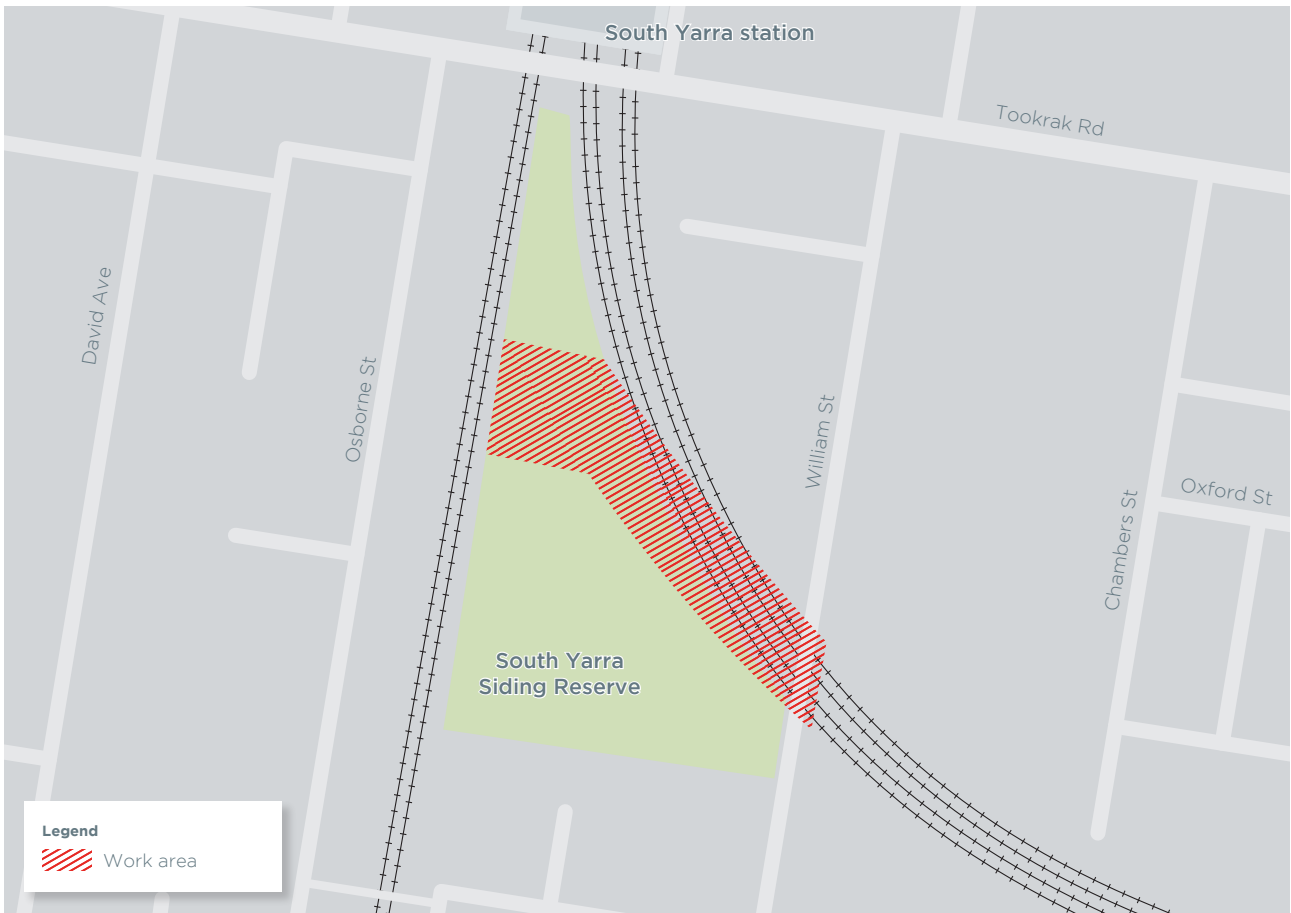 South Yarra station
Tookrak Rd
David Ave
Osborne St
William St
Oxford St
Chambers St
South Yarra
Siding Reserve
Legend
Work area